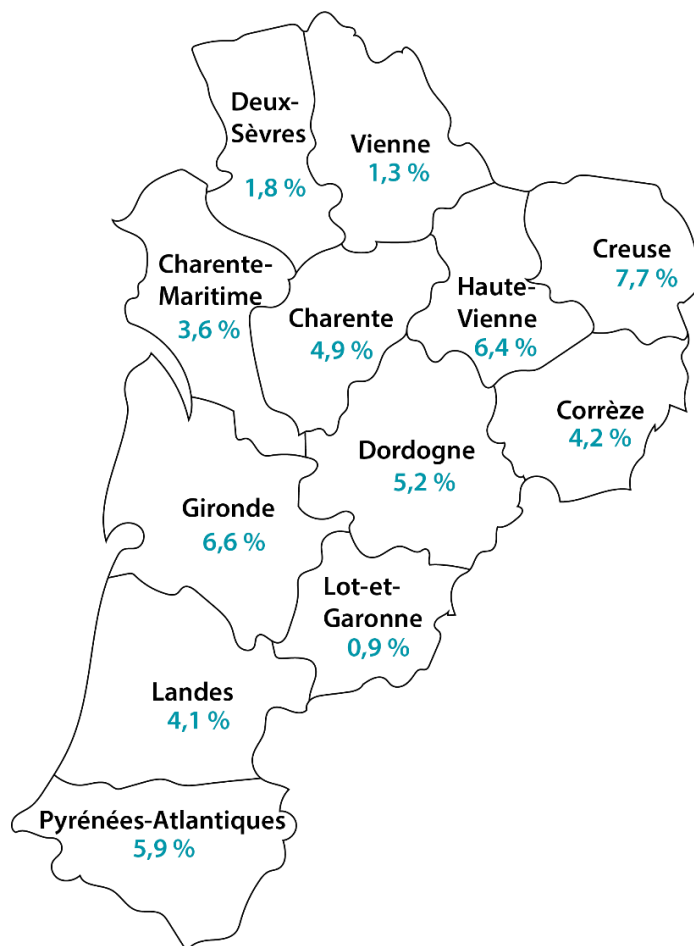 Deux-
Sèvres
1,8 %
Vienne
1,3 %
Charente-
Maritime
3,6 %
Charente
4,9 %
Haute-
Vienne
6,4 %
Creuse
7,7 %
Corrèze
4,2 %
Dordogne
5,2 %
Gironde
6,6 %
Lot-et-
Garonne
0,9 %
Landes
4,1 %
Pyrénées-Atlantiques
5,9 %